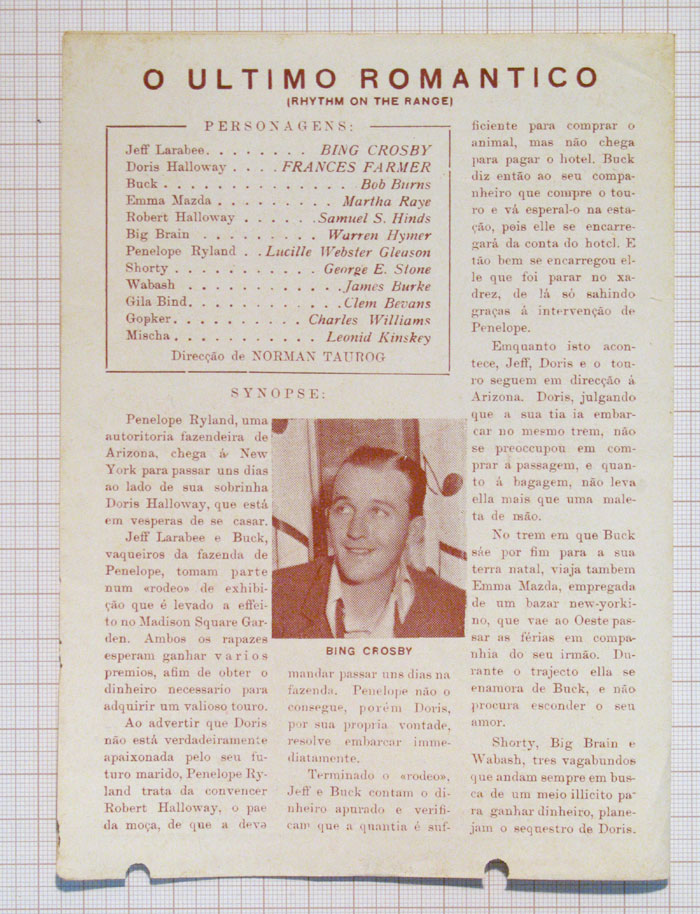 O ULTIMO ROMANTICO
(RHYTHM ON THE RANGE)
PERSONAGENS:
Jeff Larabee. . . . . . . . BING CROSBY
Doris Halloway . . . . FRANCES FARMER
Buck . . . . . . . . . . . . . . . Bob Burns
Emma Mazda . . . . . . . . . Martha Raye
Robert Halloway . . . . . . Samuel S. Hinds
Big Brain . . . . . . . . . . Warren Hymer
Penelope Ryland . . Lucille Webster Gleason
Shorty . . . . . . . . . . . . George E. Stone
Wabash . . . . . . . . . . . . . James Burke
Gila Bind. . . . . . . . . . . . . Clem Bevans
Gopker. . . . . . . . . . . Charles Williams
Mischa . . . . . . . . . . . . Leonid Kinskey
Direcção de NORMAN TAUROG
SYNOPSE:
Penelope Ryland, uma
autoritoria fazendeira de
Arizona, chega á New
York para passar uns dias
ao lado de sua sobrinha
Doris Halloway, que está
em vesperas de se casar.
Jeff Larabee e Buck,
vaqueiros da fazenda de
Penelope, tomam parte
num «rodeo» de exhibi-
ção que é levado a effei-
to no Madison Square Gar-
den. Ambos os rapazes
esperam ganhar varios
premios, afim de obter o
dinheiro necessario para
adquirir um valioso touro.
Ao advertir que Doris
não está verdadeiramente
apaixonada pelo seu fu-
turo marido, Penelope Ry-
land trata da convencer
Robert Halloway, o pae
da moça, de que a deva
BING CROSBY
mandar passar uns dias na
fazenda. Penelope não o
consegue, porém Doris,
por sua propria vontade,
resolve embarcar imme-
diatamente.
Terminado o «rodeo»,
Jeff e Buck contam o di-
nheiro apurado e verifi-
cam que a quantia é suf-
ficiente para comprar o
animal, mas não chega
para pagar o hotel. Buck
diz então ao seu compa-
nheiro que compre o tou-
ro e vá esperal-o na esta-
ção, pois elle se encarre-
gará da conta do hotel. E
tão bem se encarregou el-
le que foi parar no xa-
drez, de lá só sahindo
graças á intervenção de
Penelope.
Emquanto isto acon-
tece, Jeff, Doris e o tou-
ro seguem em direcção á
Arizona. Doris, julgando
que a sua tia ia embar-
car no mesmo trem, não
se preoccupou em com-
prar a passagem, e quan-
to á bagagem, não leva
ella mais que uma male-
ta de mão.
No trem em que Buck
sáe por fim para a sua
terra natal, viaja tambem
Emma Mazda, empregada
de um bazar new-yorki-
no, que vae ao Oeste pas-
sar as férias em compa-
nhia do seu irmão. Du-
rante o trajecto ella se
enamora de Buck, e não
procura esconder o seu
amor.
Shorty, Big Brain e
Wabash, tres vagabundos
que andam sempre em bus-
ca de um meio illicito pa-
ra ganhar dinheiro, plane-
jam o sequestro de Doris.